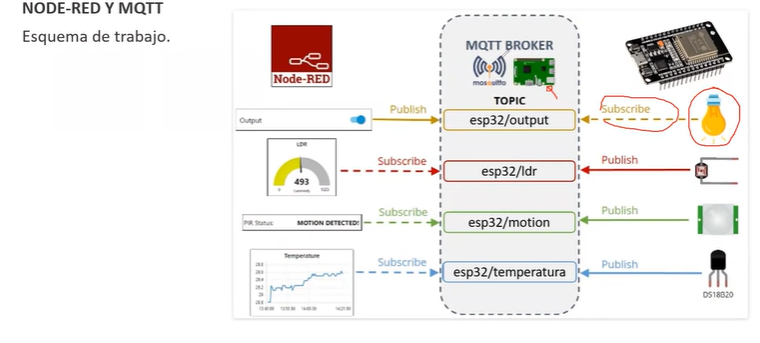 NODE-RED Y MQTT
Esquema de trabajo.
Node-RED
MQTT BROKER
mosquitto
TOPIC
Output
Publish
esp32/output
Subscribe
LDR
493
0
Subscribe
esp32/ldr
Publish
PIR Status: MOTION DETECTED!
Subscribe
esp32/motion
Publish
Temperature
Subscribe
esp32/temperatura
Publish
DS18B20